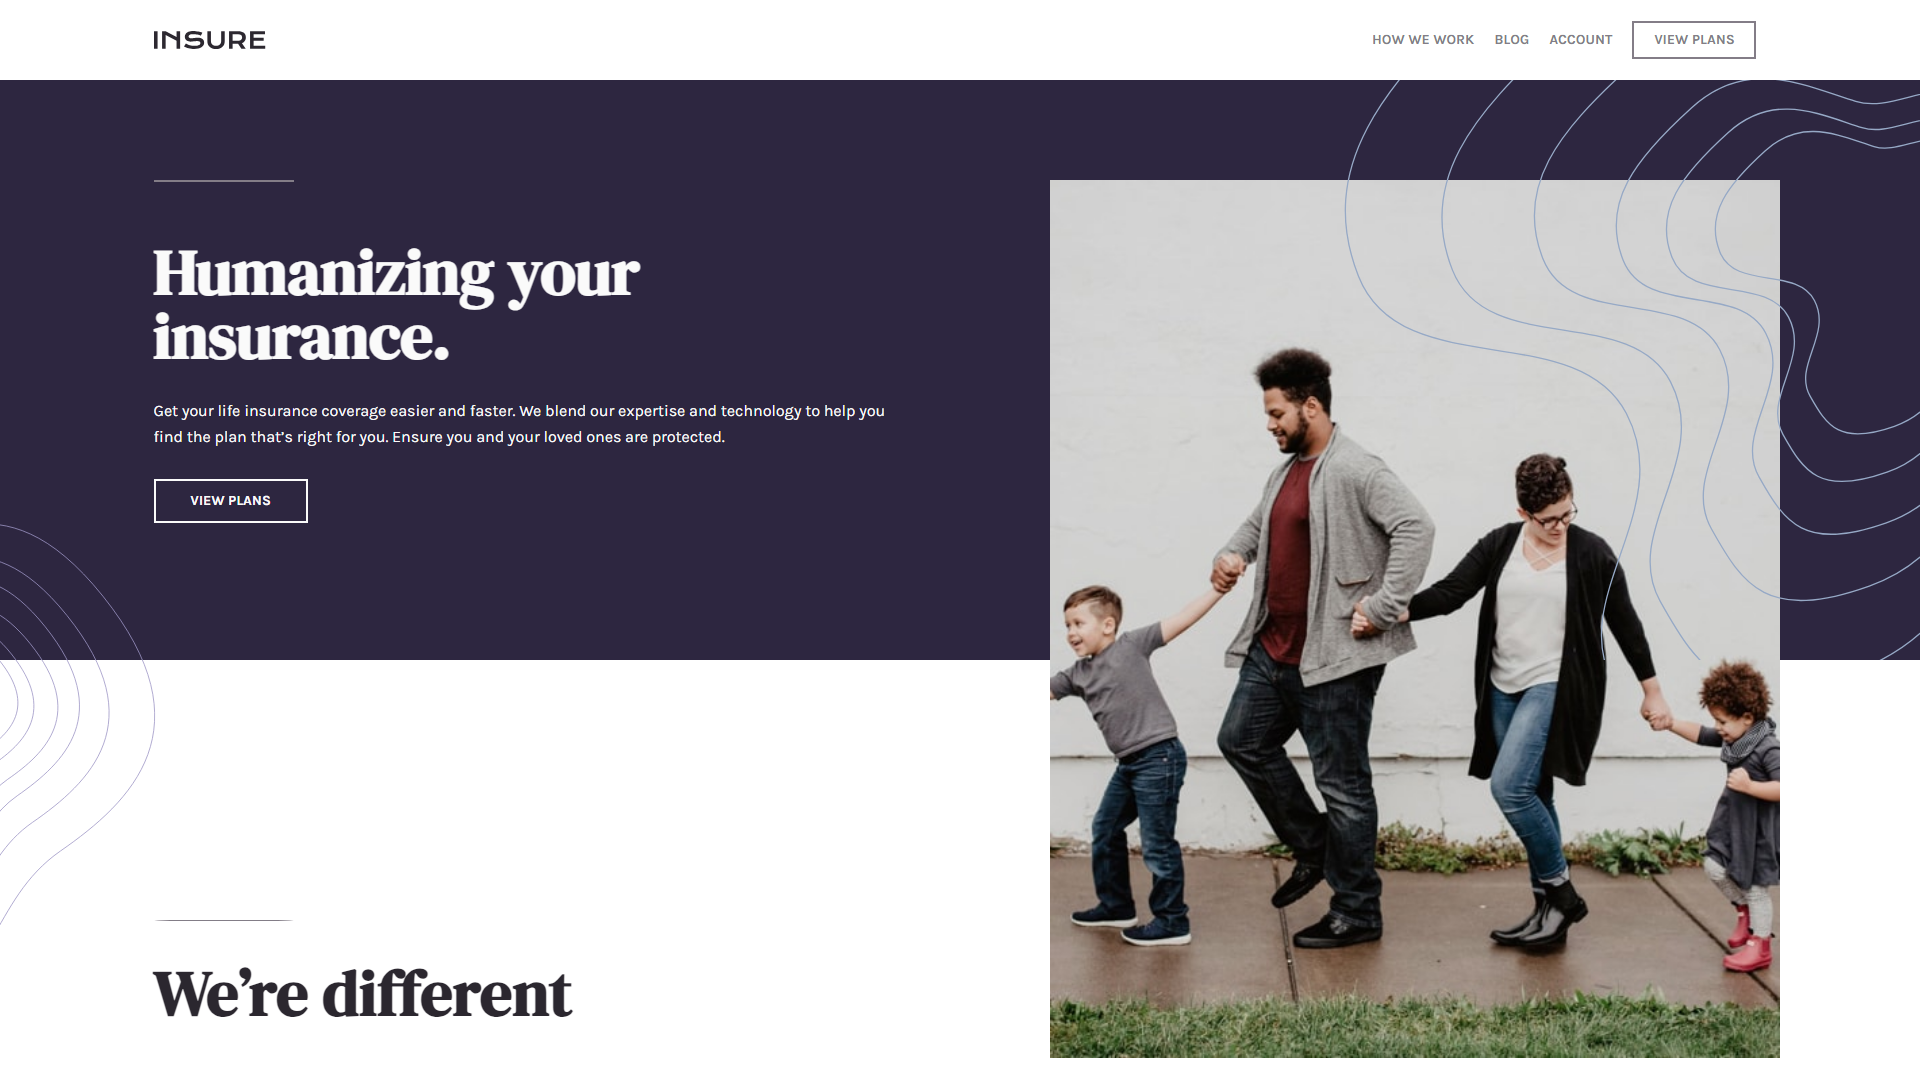 INSURE
HOW WE WORK
BLOG
ACCOUNT
VIEW PLANS
Humanizing your
insurance.
Get your life insurance coverage easier and faster. We blend our expertise and technology to help you
find the plan that’s right for you. Ensure you and your loved ones are protected.
VIEW PLANS
We’re different